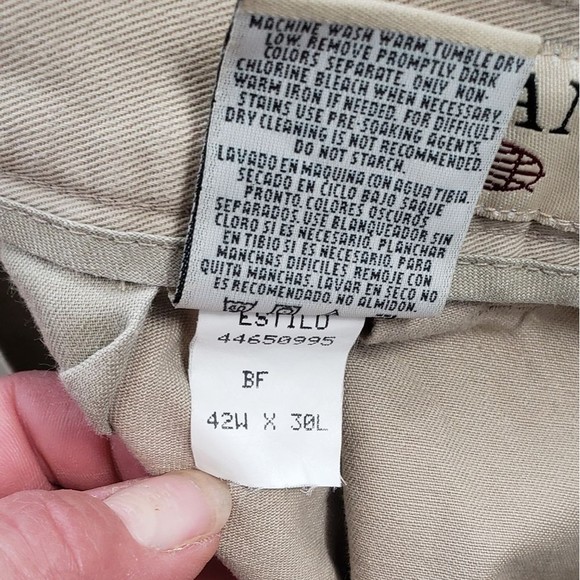 MACHINE WASH WARM, TUMBLE DRY
LOW. REMOVE PROMPTLY. DARK
COLORS SEPARATE. ONLY NON-
CHLORINE BLEACH WHEN NECESSARY.
WARM IRON IF NEEDED. FOR DIFFICULT
STAINS USE PRE-SOAKING AGENTS.
DRY CLEANING IS NOT RECOMMENDED.
DO NOT STARCH.
LAVADO EN MAQUINA CON AGUA TIBIA.
SECADO EN CICLO BAJO SAQUE
PRONTO. COLORES OSCUROS
SEPARADOS. USE BLANQUEADOR SIN
CLORO SI ES NECESARIO. PLANCHAR
EN TIBIO SI ES NECESARIO. PARA
MANCHAS DIFICILES REMOJE CON
QUITA MANCHAS. LAVAR EN SECO NO
ES RECOMENDADO. NO ALMIDON.
ESTILO
44650995
BF
42W X 30L